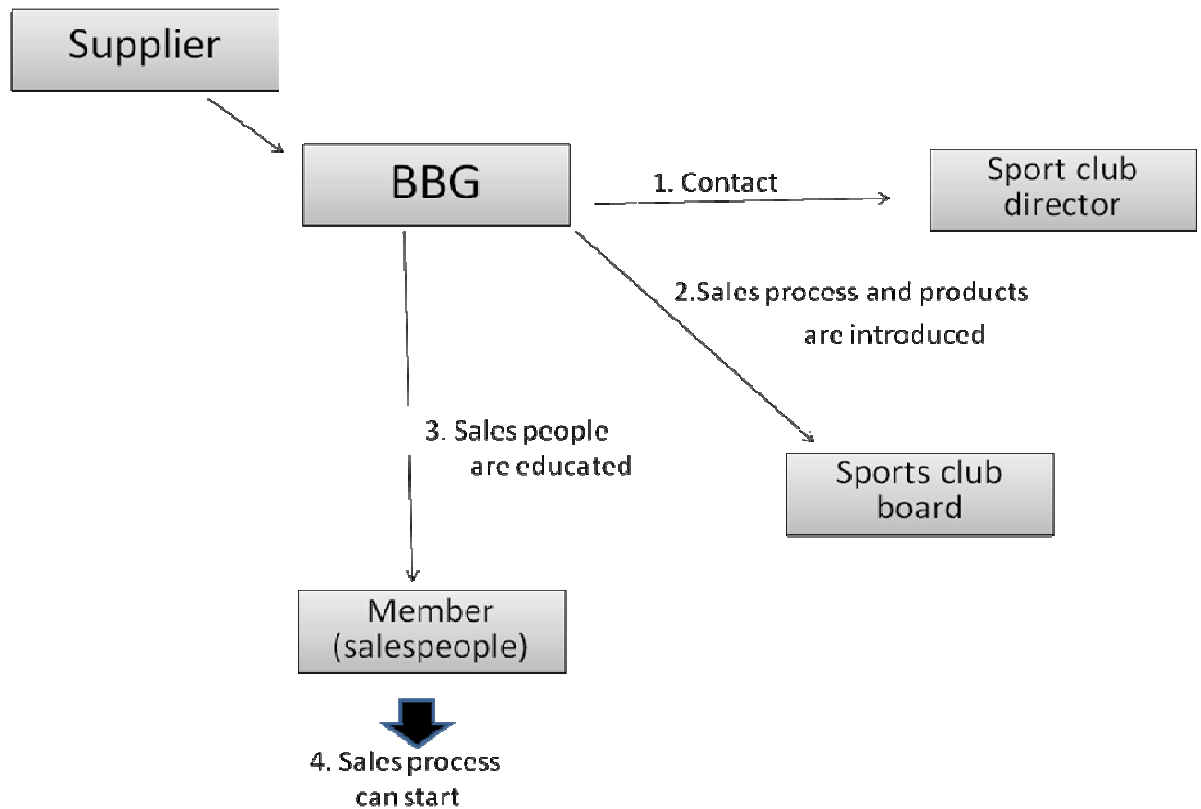 Supplier
BBG
1. Contact
Sport club
director
2.Sales process and products
are introduced
3. Sales people
are educated
Sports club
board
Member
(salespeople)
4. Sales process
can start